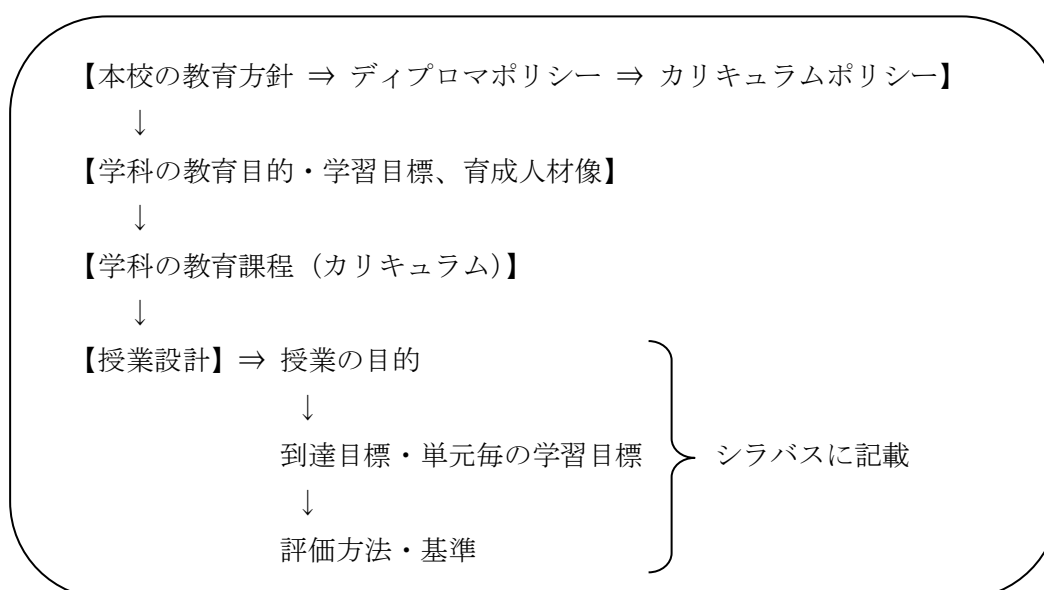 【本校の教育方針 ⇒ ディプロマポリシー ⇒ カリキュラムポリシー】
↓
【学科の教育目的・学習目標、育成人材像】
↓
【学科の教育課程（カリキュラム）】
↓
【授業設計】⇒ 授業の目的
↓
到達目標・単元毎の学習目標
シラバスに記載
↓
評価方法・基準